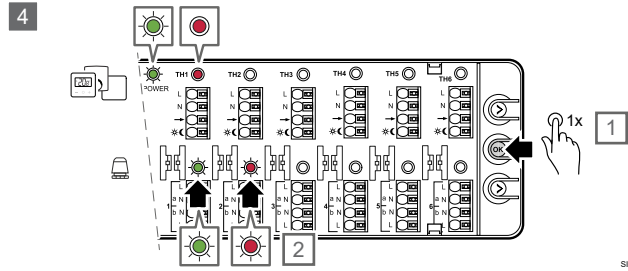 4
POWER TH1 TH2 TH3 TH4 TH5 TH6
L L L L L L
N N N N N N
1x 1
OK
L L L L L L
1 a N 2 a N 3 a N 4 a N 5 a N 6 a N
b N b N b N b N b N b N
L L L L L L
2
SI